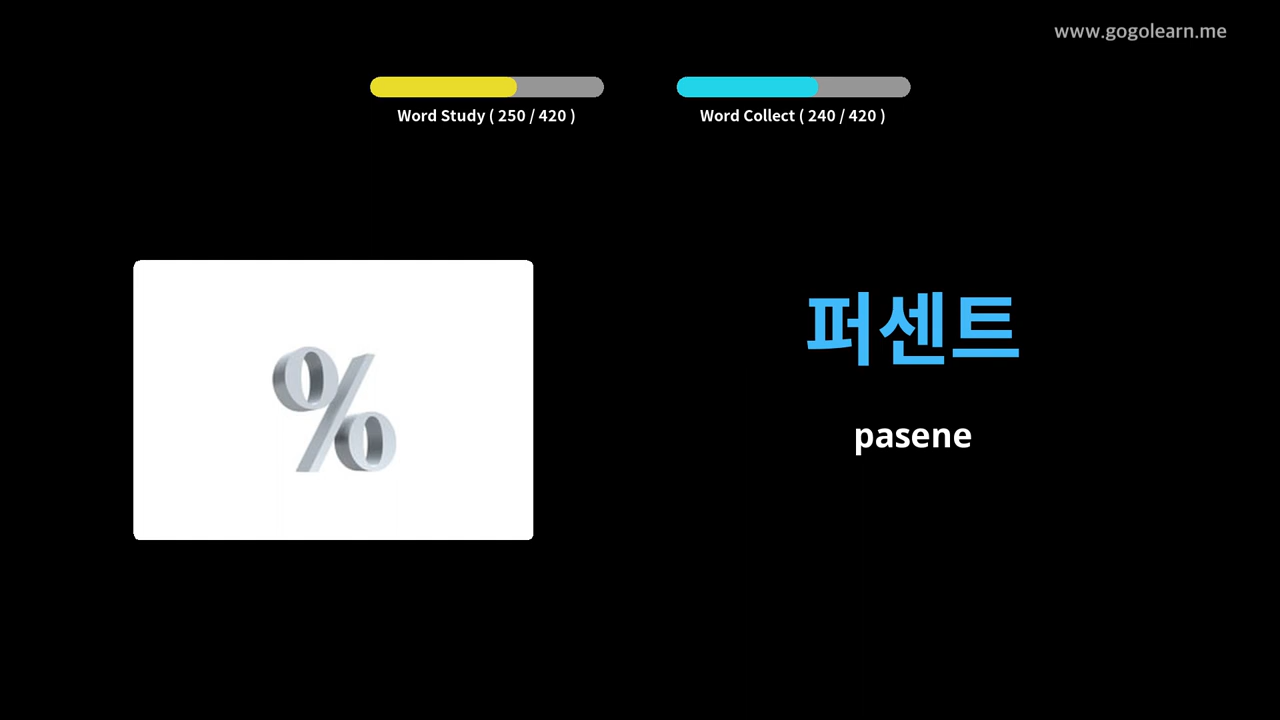 www.gogolearn.me
Word Study ( 250 / 420 )
Word Collect ( 240 / 420 )
%
퍼센트
pasene